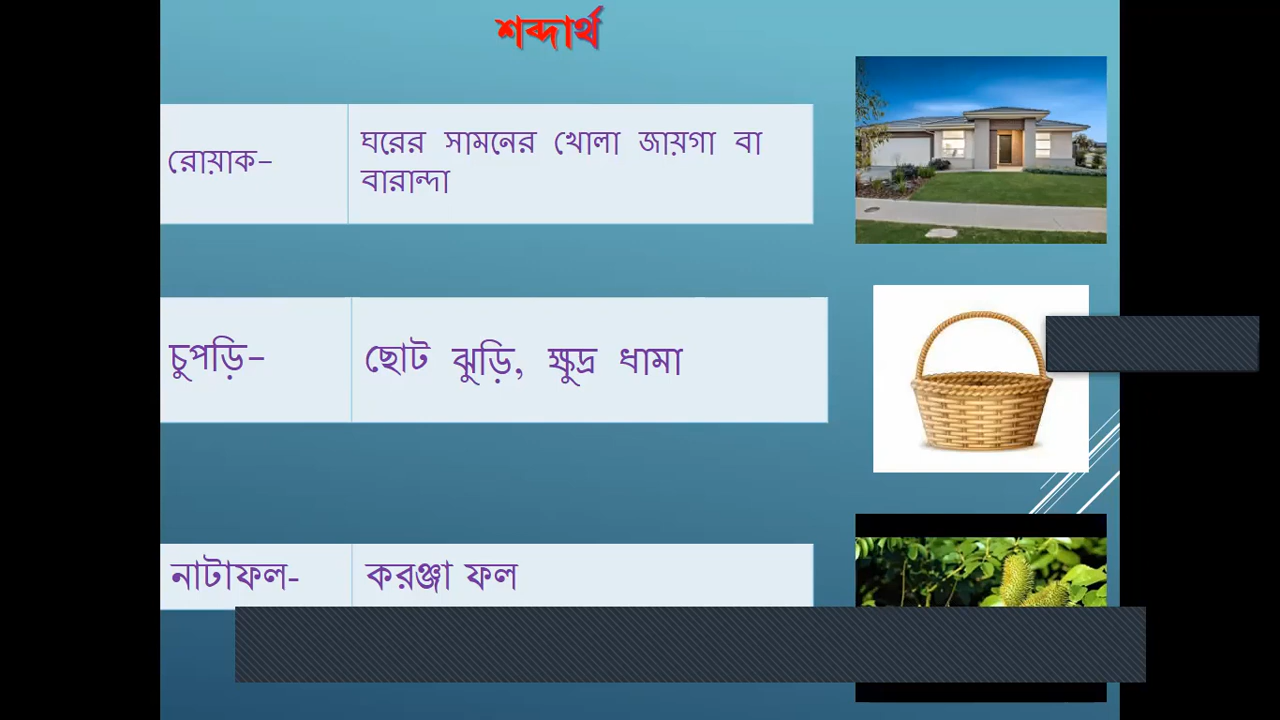 শব্দার্থ
রোয়াক–
ঘরের সামনের খোলা জায়গা বা
বারান্দা
চুপড়ি–
ছোট ঝুড়ি, ক্ষুদ্র ধামা
নাটাফল-
করঞ্জা ফল